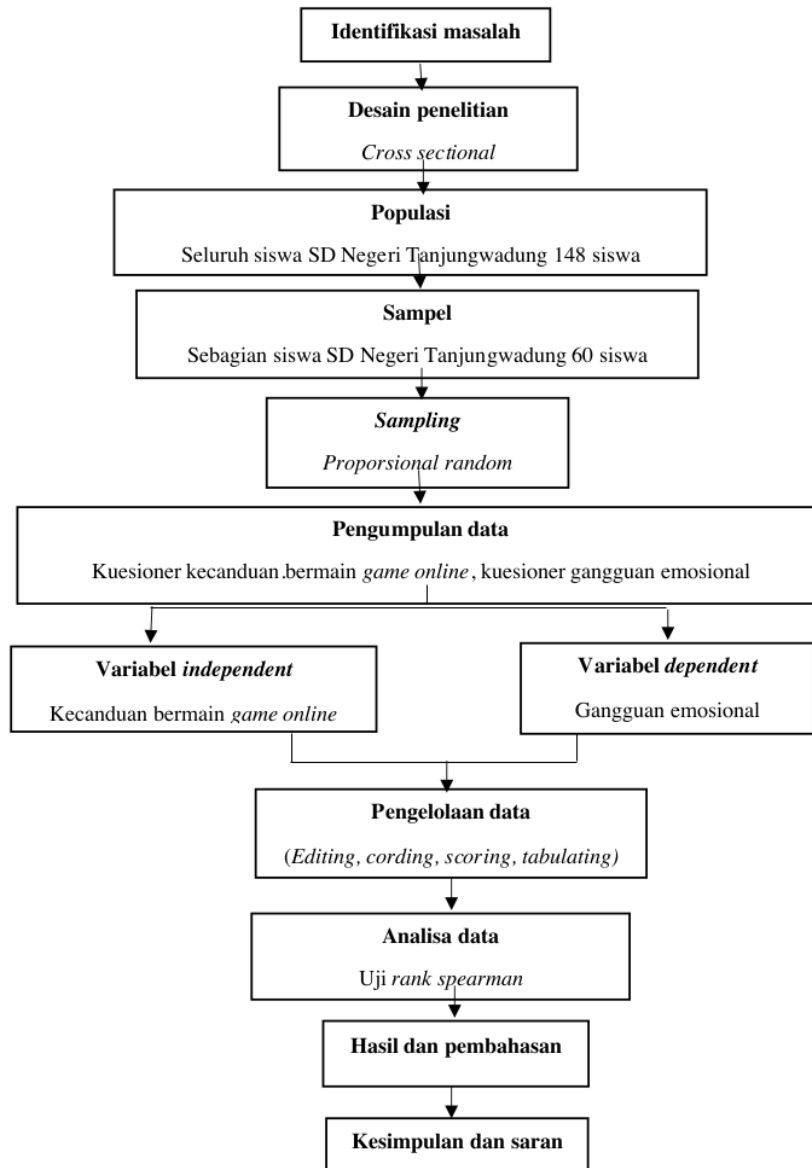 Identifikasi masalah
Desain penelitian
Cross sectional
Populasi
Seluruh siswa SD Negeri Tanjungwadung 148 siswa
Sampel
Sebagian siswa SD Negeri Tanjungwadung 60 siswa
Sampling
Proporsional random
Pengumpulan data
Kuesioner kecanduan.bermain game online, kuesioner gangguan emosional
Variabel independent
Kecanduan bermain game online
Variabel dependent
Gangguan emosional
Pengelolaan data
(Editing, cording, scoring, tabulating)
Analisa data
Uji rank spearman
Hasil dan pembahasan
Kesimpulan dan saran